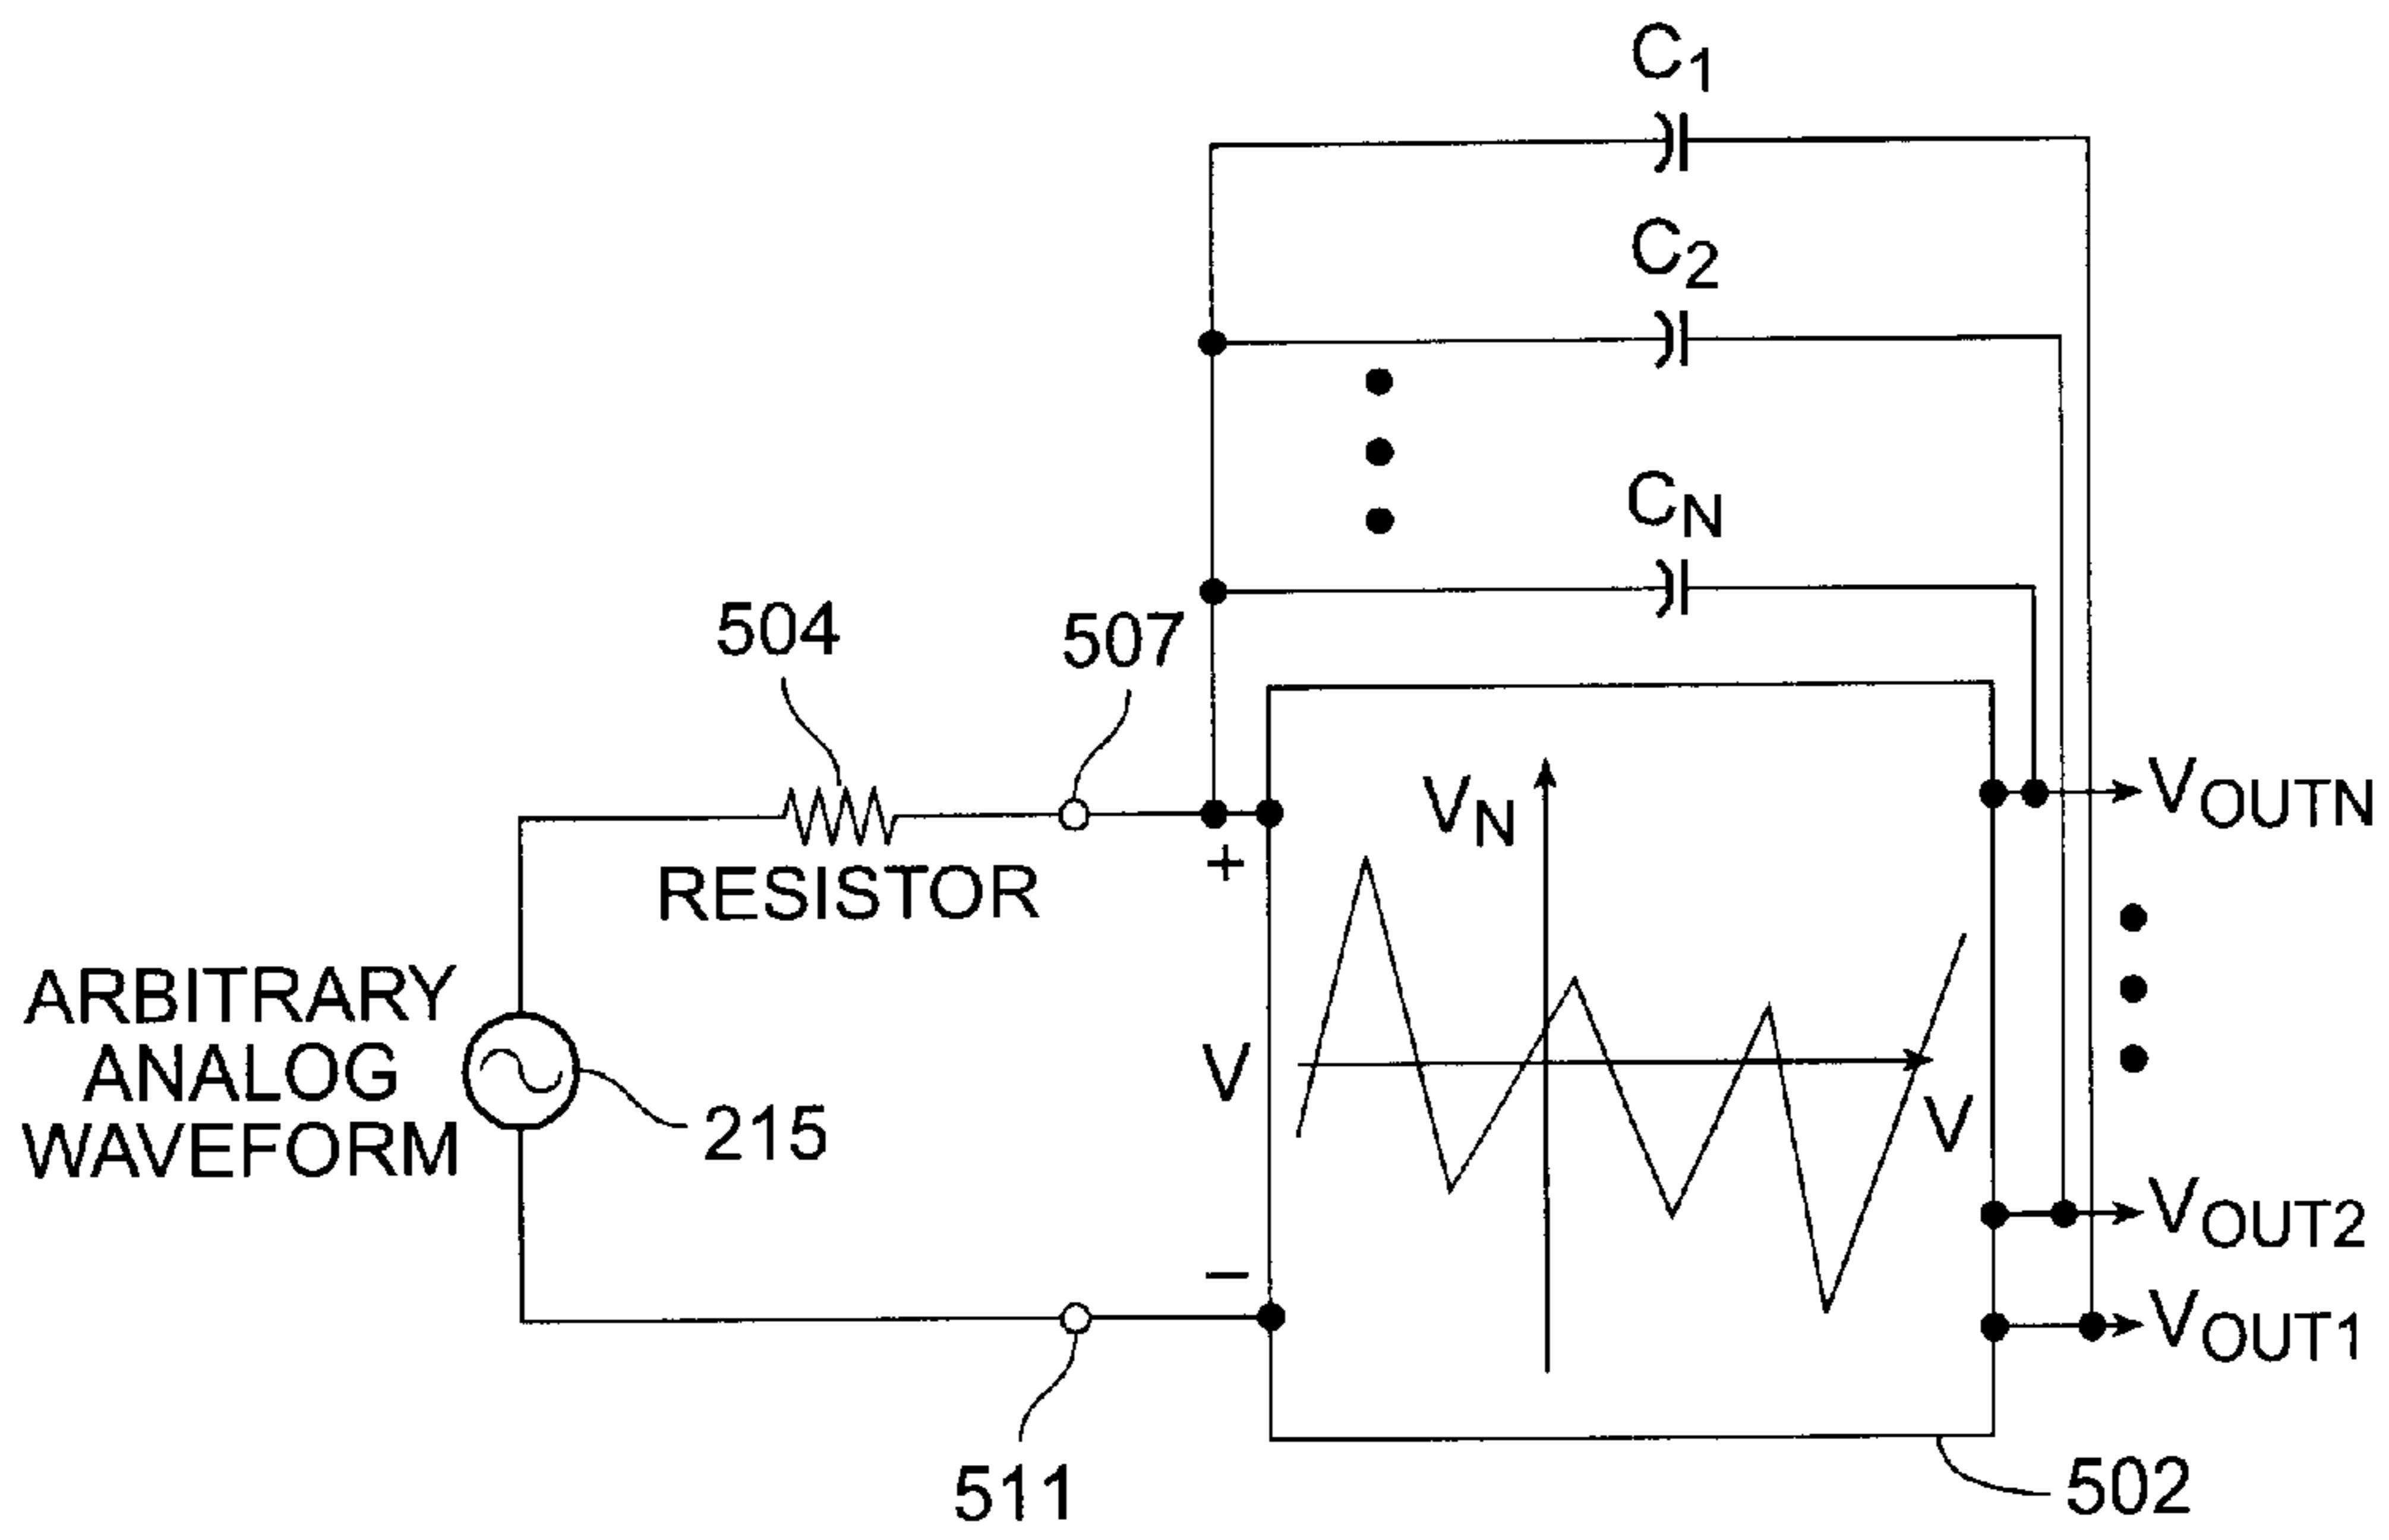 C1
C2
CN
504
507
VN
VOUTN
+
RESISTOR
ARBITRARY
ANALOG
WAVEFORM
V
V
215
VOUT2
−
VOUT1
511
502